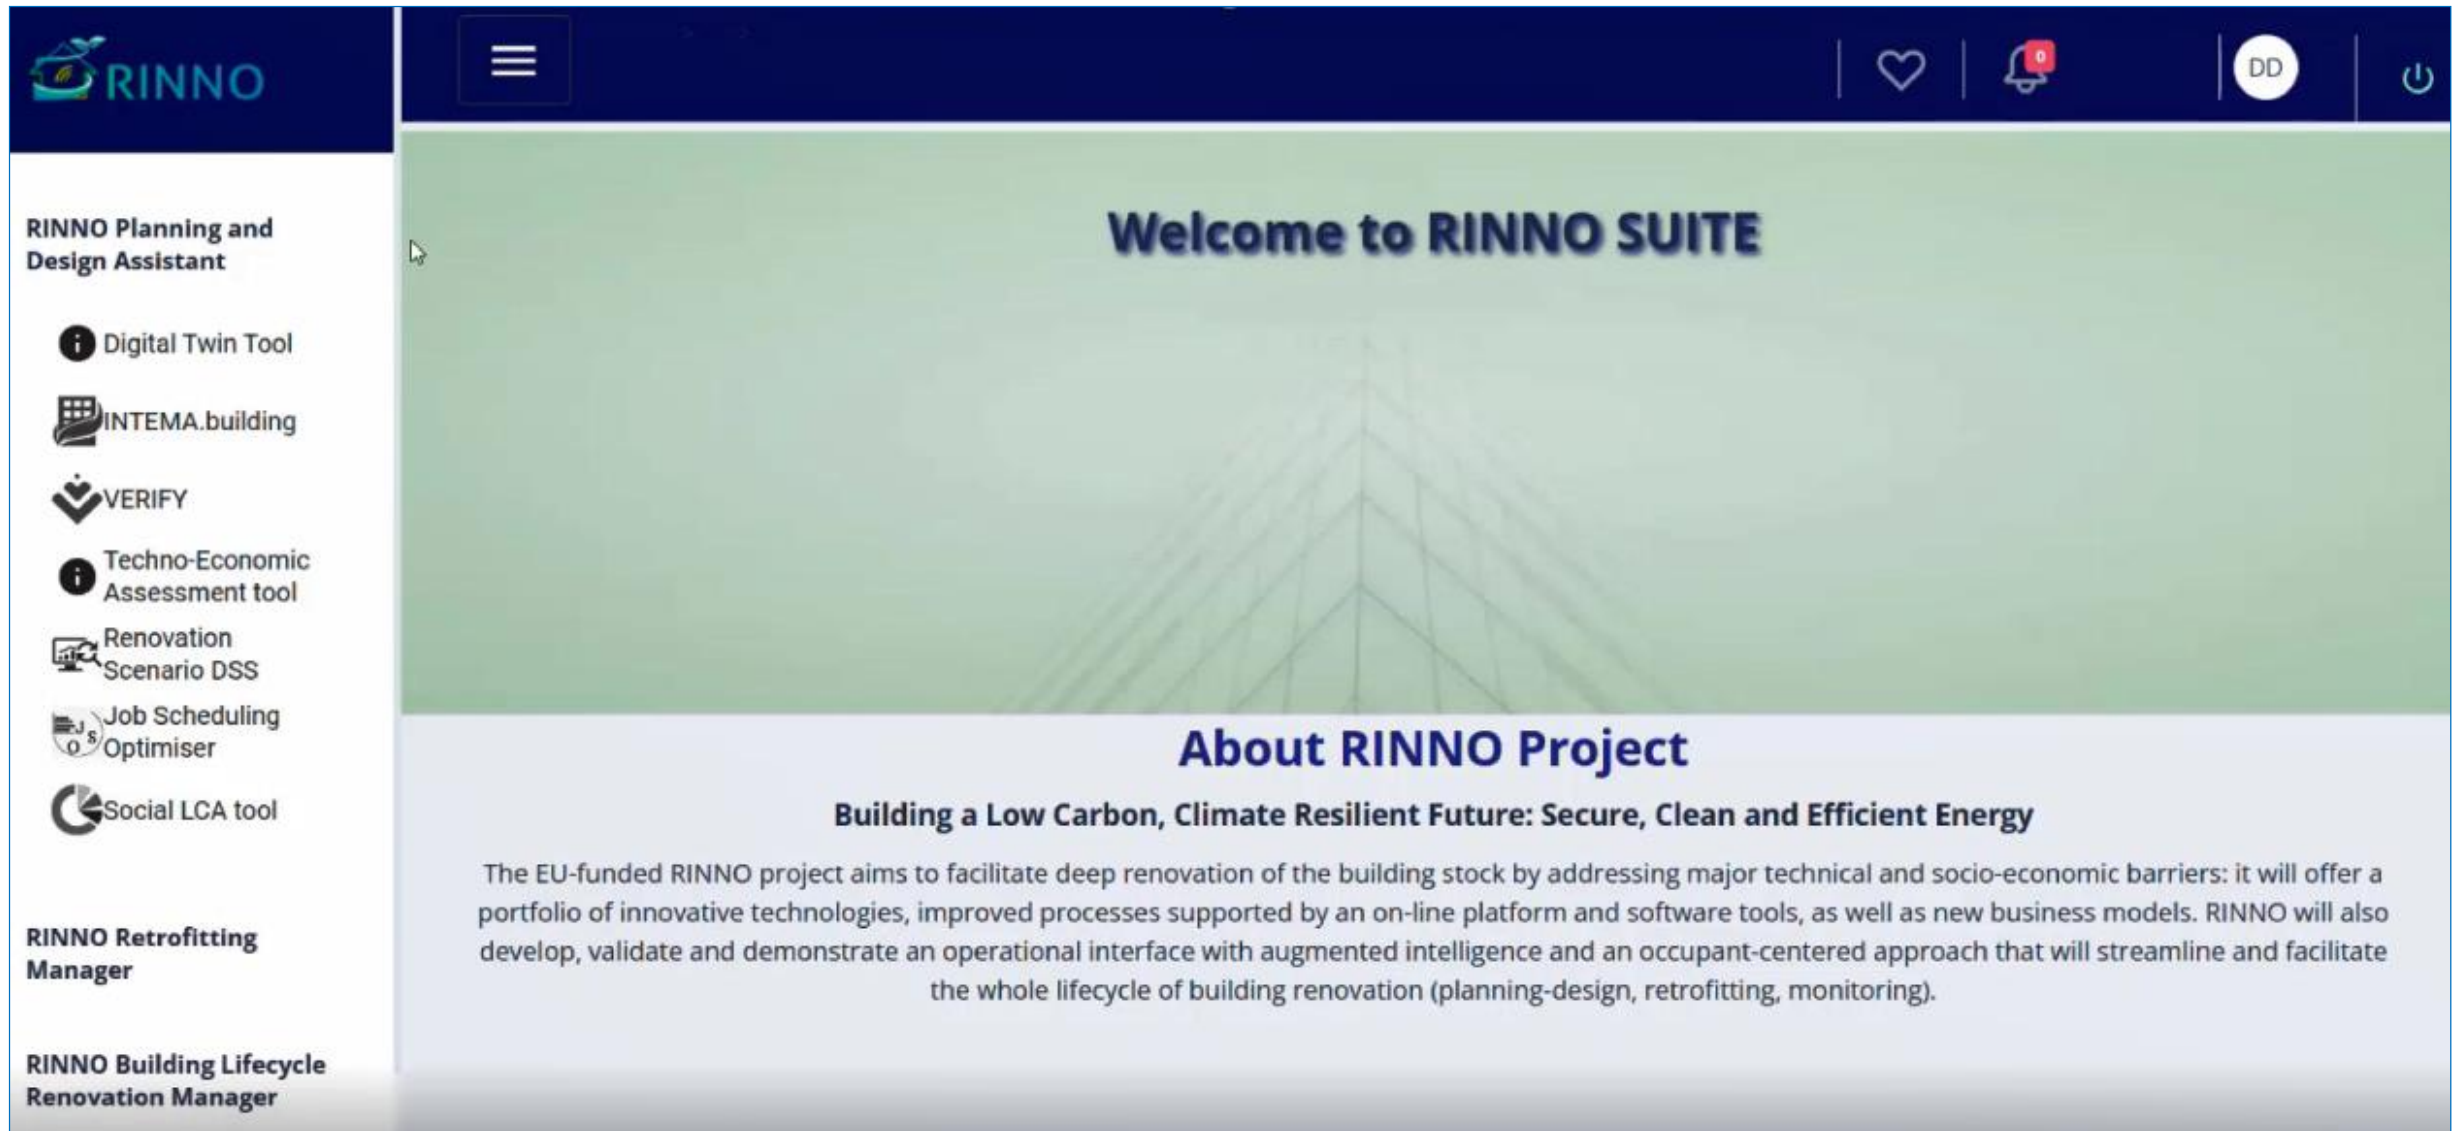 RINNO
0
DD
RINNO Planning and
Design Assistant
Digital Twin Tool
INTEMA.building
VERIFY
Techno-Economic
Assessment tool
Renovation
Scenario DSS
J
S
O
Job Scheduling
Optimiser
Social LCA tool
RINNO Retrofitting
Manager
RINNO Building Lifecycle
Renovation Manager
Welcome to RINNO SUITE
About RINNO Project
Building a Low Carbon, Climate Resilient Future: Secure, Clean and Efficient Energy
The EU-funded RINNO project aims to facilitate deep renovation of the building stock by addressing major technical and socio-economic barriers: it will offer a
portfolio of innovative technologies, improved processes supported by an on-line platform and software tools, as well as new business models. RINNO will also
develop, validate and demonstrate an operational interface with augmented intelligence and an occupant-centered approach that will streamline and facilitate
the whole lifecycle of building renovation (planning-design, retrofitting, monitoring).